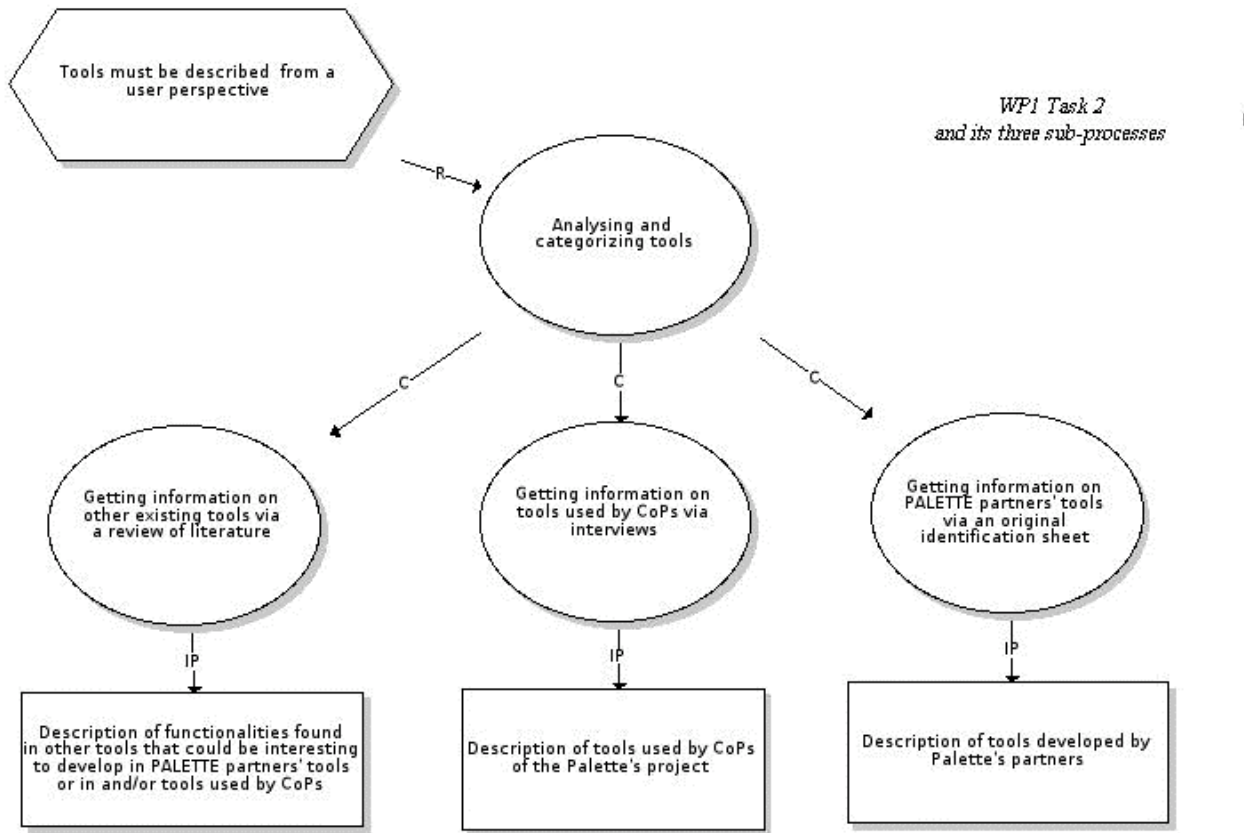 Tools must be described from a
user perspective
WP1 Task 2
and its three sub-processes
R
Analysing and
categorizing tools
C
C
C
Getting information on
other existing tools via
a review of literature
Getting information on
tools used by CoPs via
interviews
Getting information on
PALETTE partners' tools
via an original
identification sheet
IP
IP
IP
Description of functionalities found
in other tools that could be interesting
to develop in PALETTE partners' tools
or in and/or tools used by CoPs
Description of tools used by CoPs
of the Palette's project
Description of tools developed by
Palette's partners